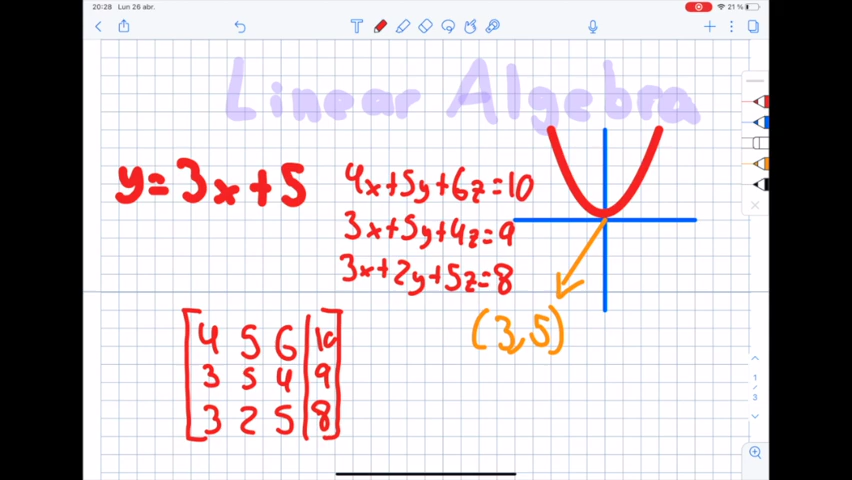 20:28 Lun 26 abr.
21 %
Linear Algebra
y=3x+5
4x+5y+6z=10
3x+5y+4z=9
3x+2y+5z=8
(3,5)
4 5 6 10
3 5 4 9
3 2 5 8
1
3